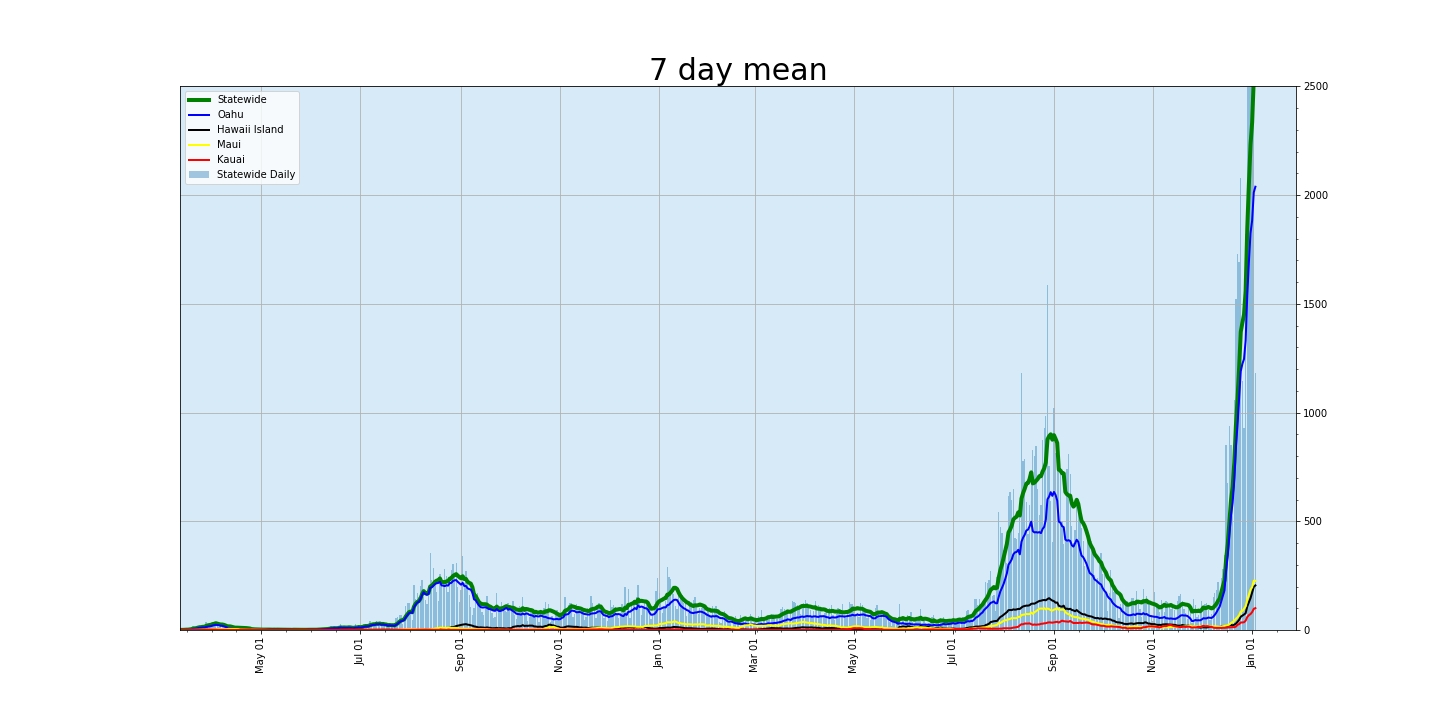 7 day mean
Statewide
Oahu
Hawaii Island
Maui
Kauai
Statewide Daily
2500
2000
1500
1000
500
0
May 01
Jul 01
Sep 01
Nov 01
Jan 01
Mar 01
May 01
Jul 01
Sep 01
Nov 01
Jan 01